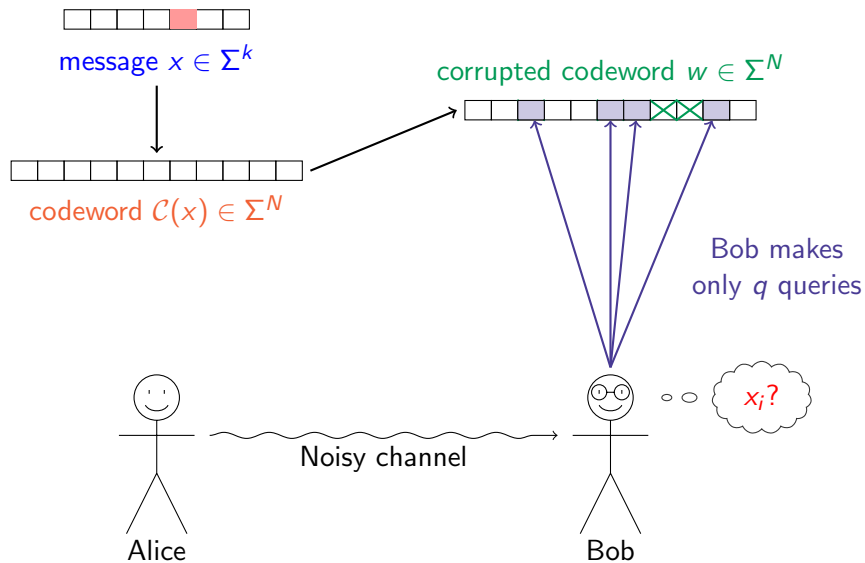 message x ∈ Σ^k
corrupted codeword w ∈ Σ^N
codeword C(x) ∈ Σ^N
Bob makes
only q queries
x_i?
Noisy channel
Alice
Bob